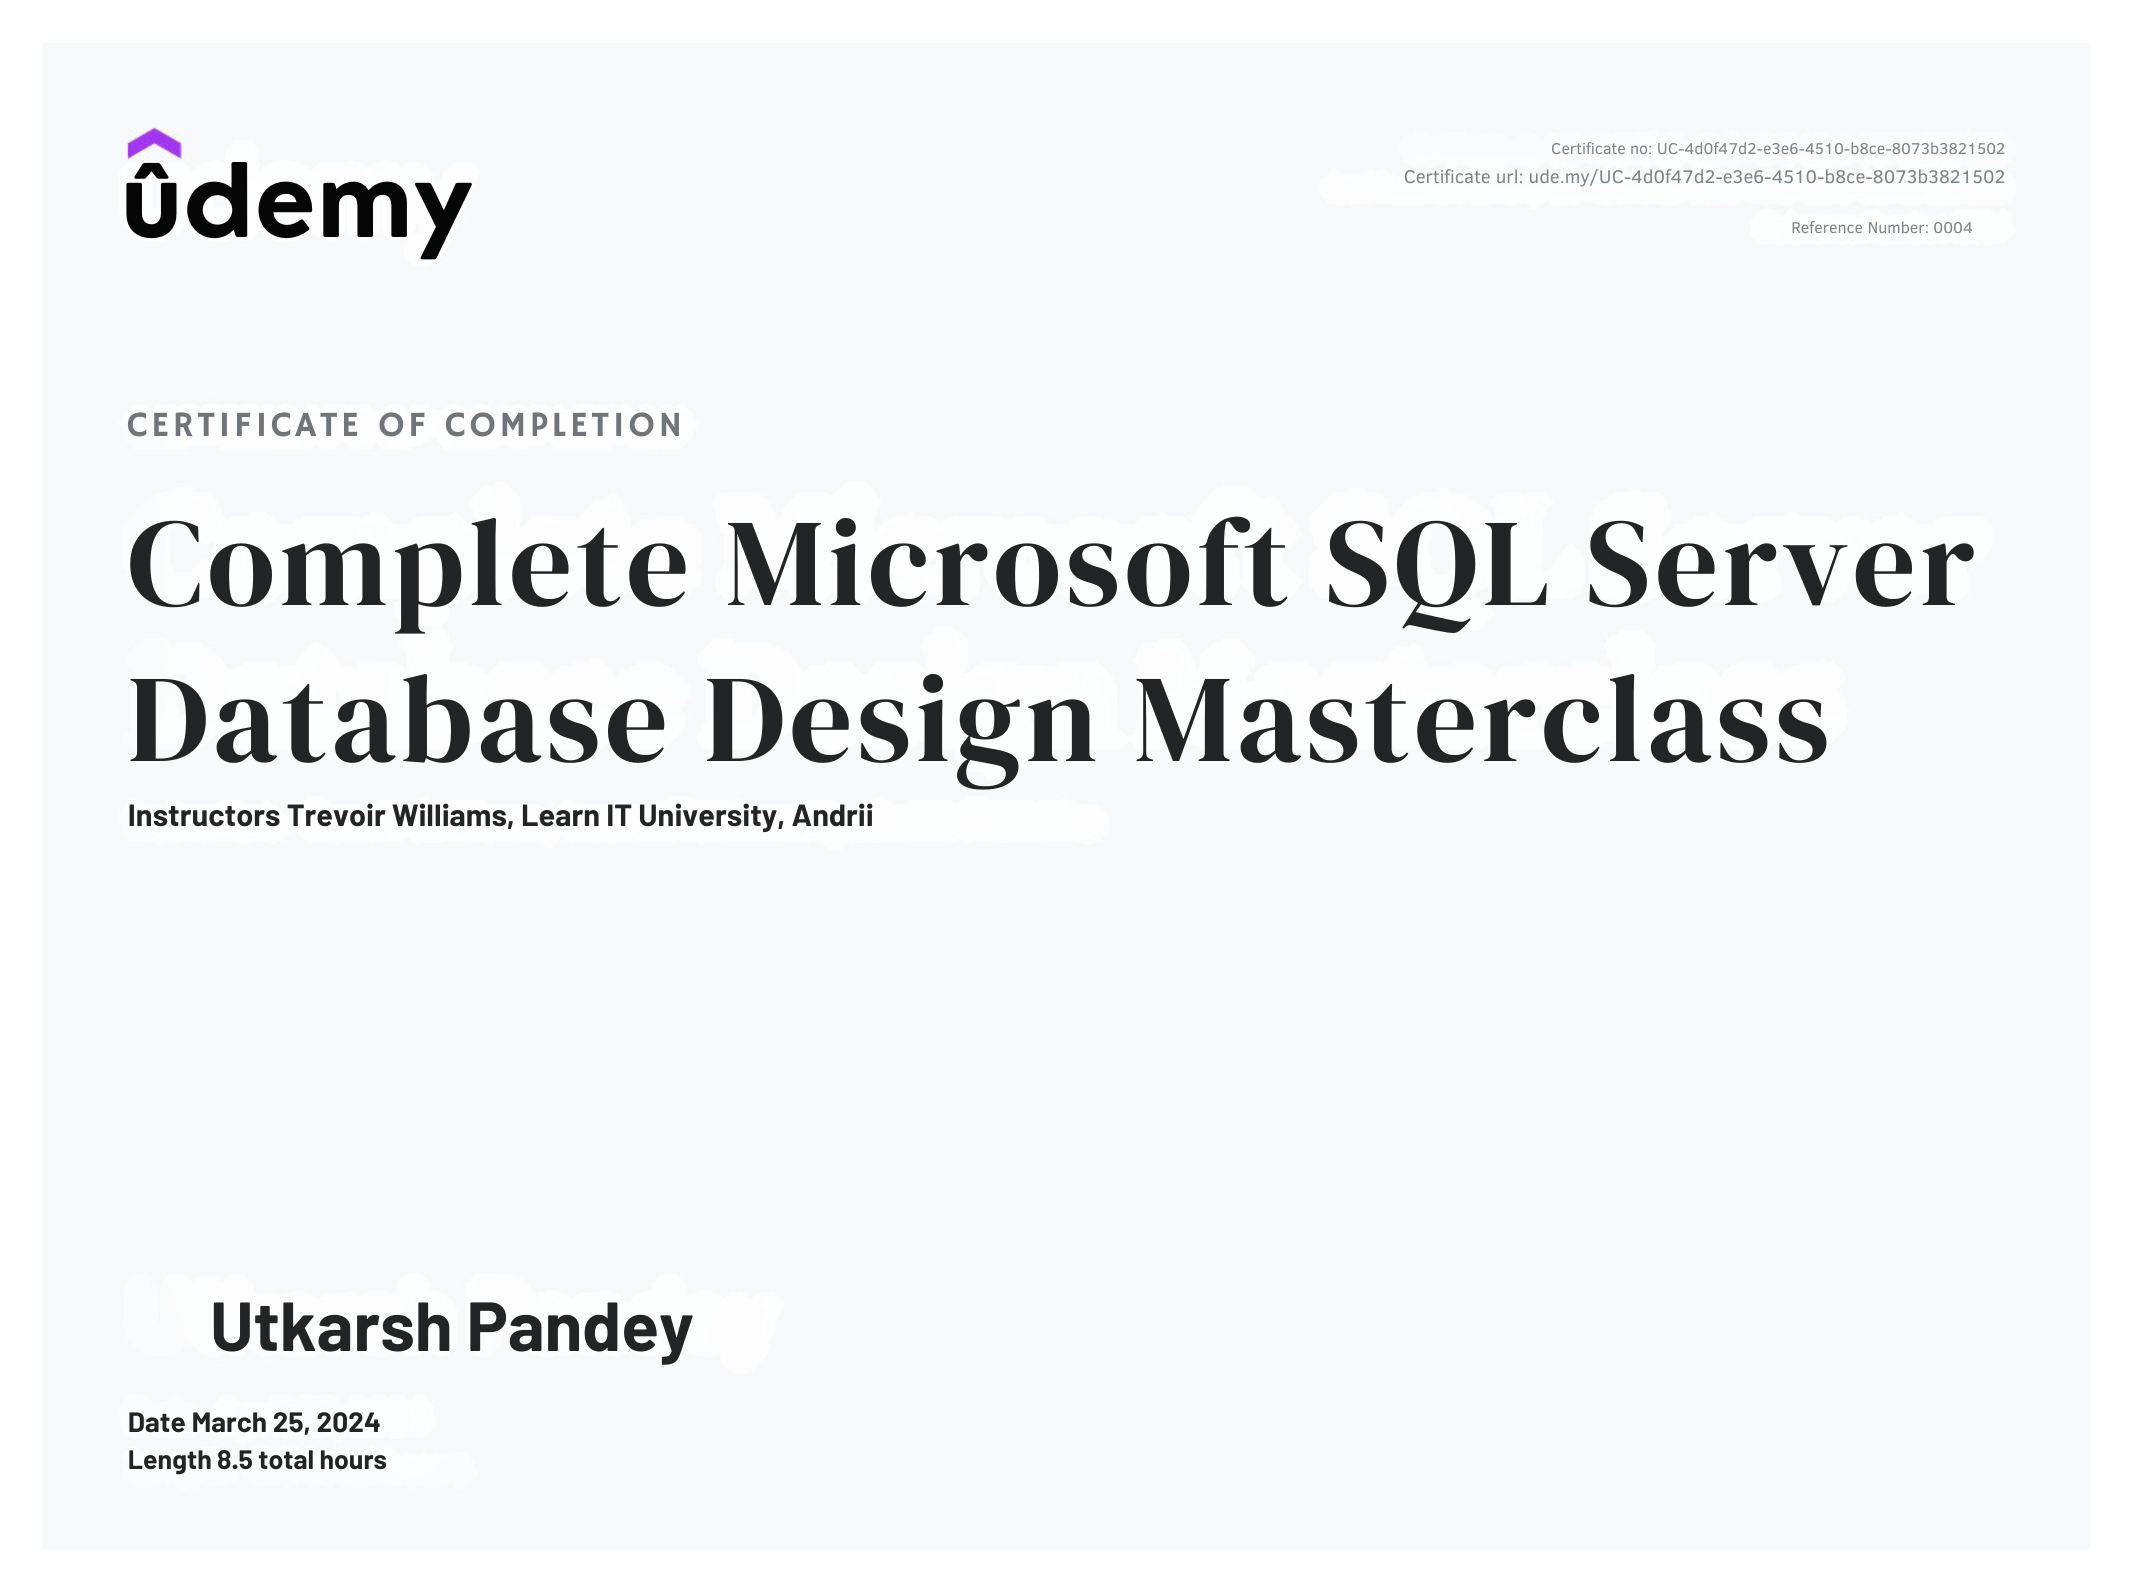 ûdemy
Certificate no: UC-4d0f47d2-e3e6-4510-b8ce-8073b3821502
Certificate url: ude.my/UC-4d0f47d2-e3e6-4510-b8ce-8073b3821502
Reference Number: 0004
CERTIFICATE OF COMPLETION
Complete Microsoft SQL Server
Database Design Masterclass
Instructors Trevoir Williams, Learn IT University, Andrii
Utkarsh Pandey
Date March 25, 2024
Length 8.5 total hours